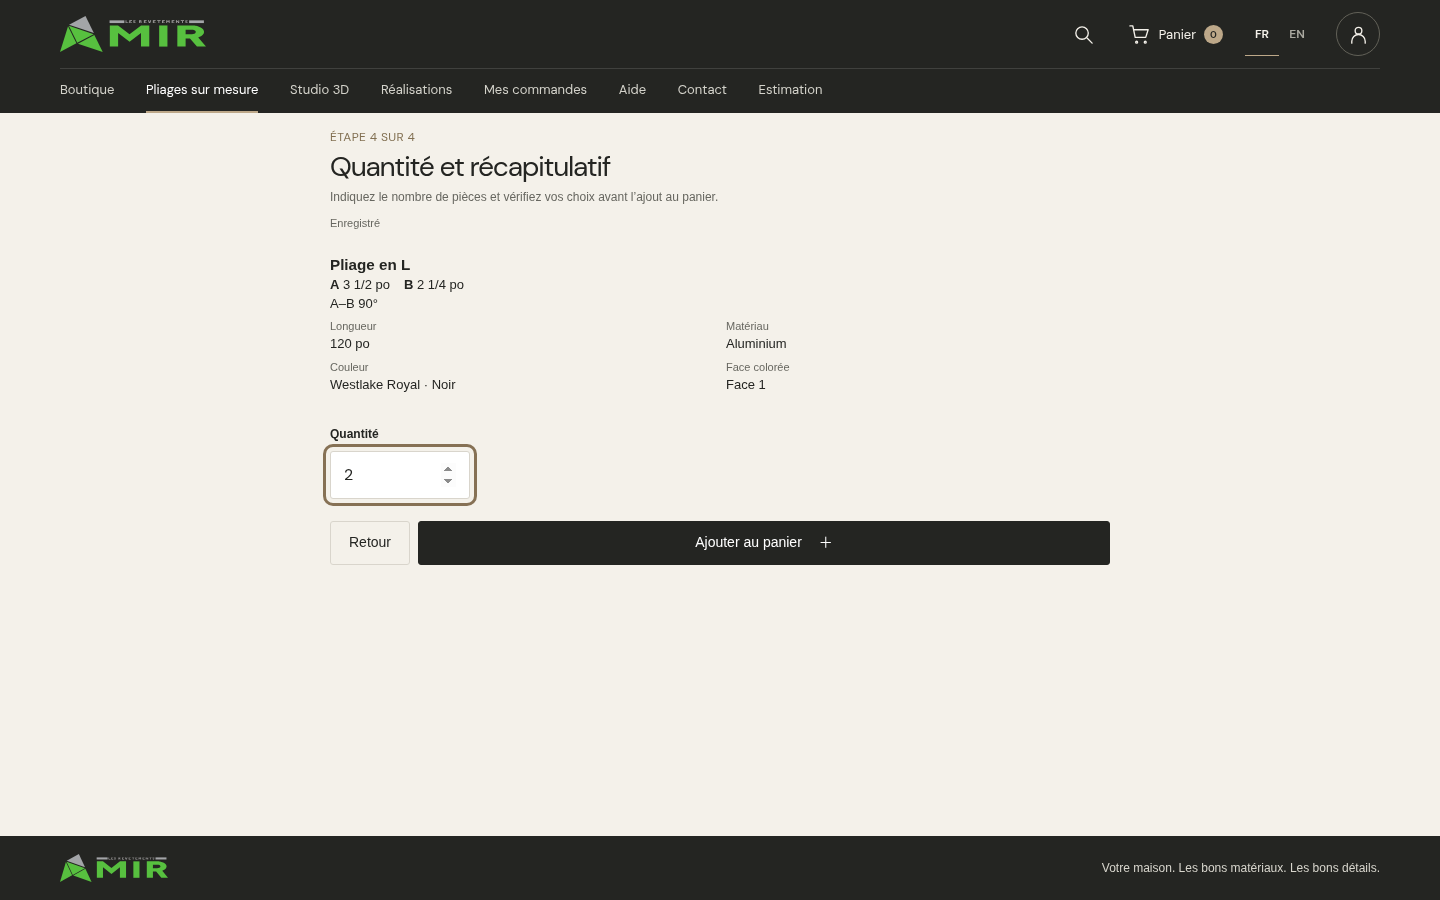 LES REVÊTEMENTS
MIR
Panier 0 FR EN
Boutique Pliages sur mesure Studio 3D Réalisations Mes commandes Aide Contact Estimation
ÉTAPE 4 SUR 4
Quantité et récapitulatif
Indiquez le nombre de pièces et vérifiez vos choix avant l’ajout au panier.
Enregistré
Pliage en L
A 3 1/2 po B 2 1/4 po
A–B 90°
Longueur Matériau
120 po Aluminium
Couleur Face colorée
Westlake Royal · Noir Face 1
Quantité
2
Retour Ajouter au panier +
LES REVÊTEMENTS
MIR
Votre maison. Les bons matériaux. Les bons détails.